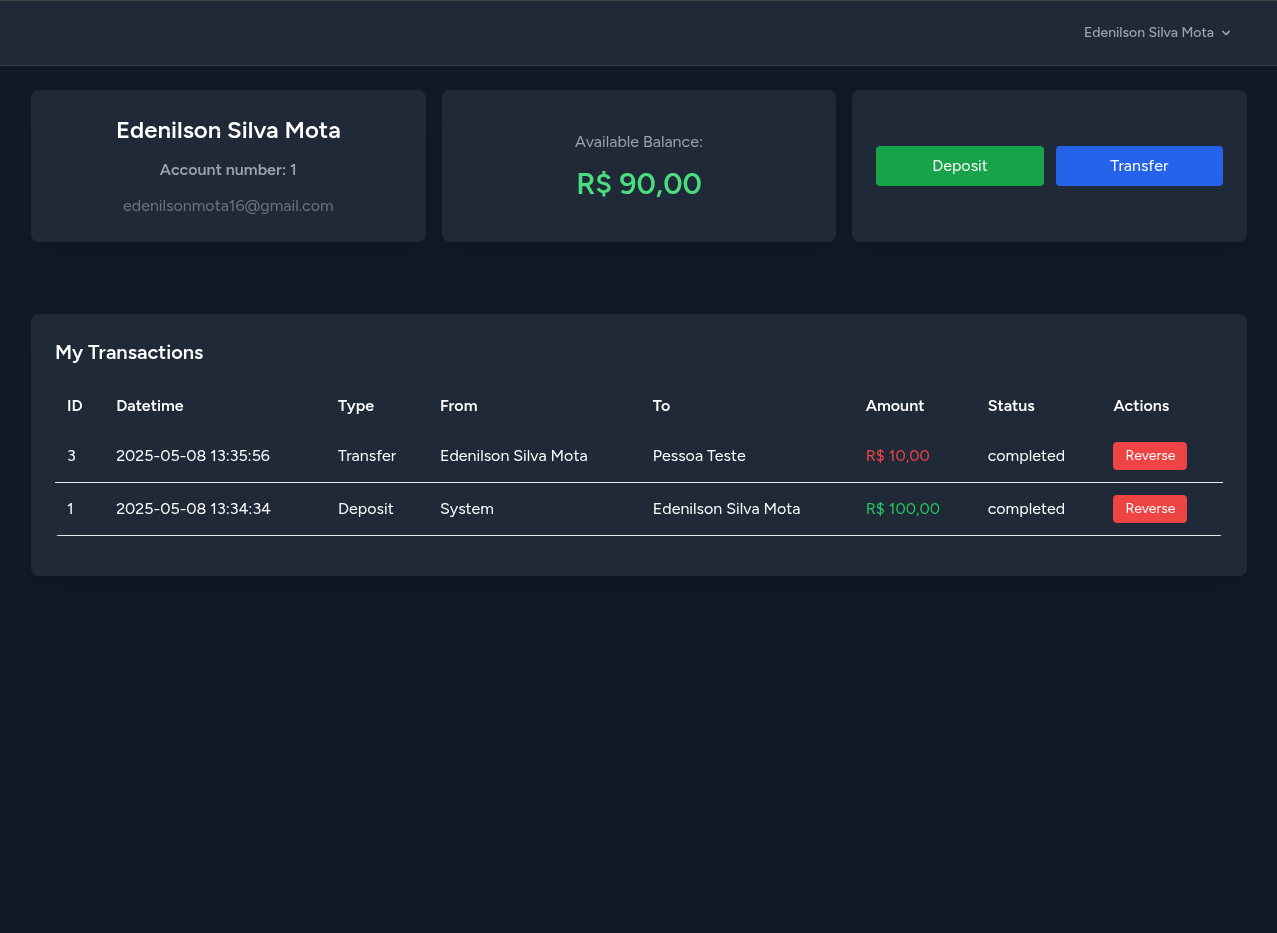 Edenilson Silva Mota
Edenilson Silva Mota
Account number: 1
edenilsonmota16@gmail.com
Available Balance:
R$ 90,00
Deposit Transfer
My Transactions
ID Datetime Type From To Amount Status Actions
3 2025-05-08 13:35:56 Transfer Edenilson Silva Mota Pessoa Teste R$ 10,00 completed Reverse
1 2025-05-08 13:34:34 Deposit System Edenilson Silva Mota R$ 100,00 completed Reverse